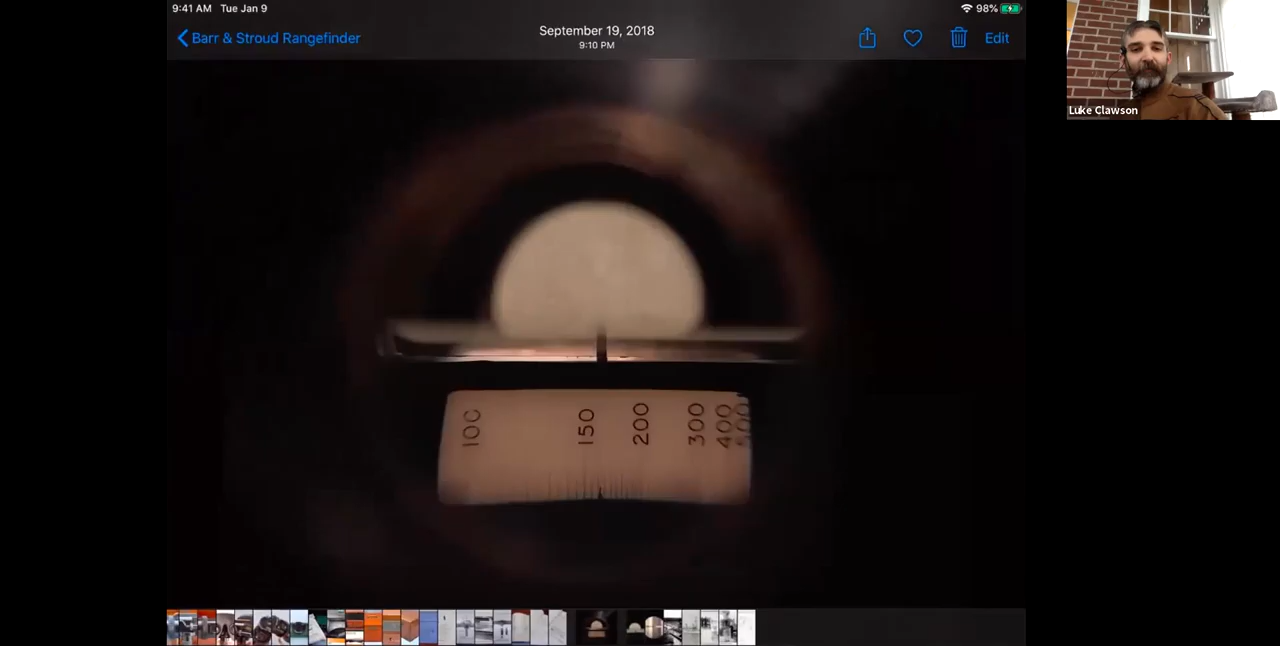 9:41 AM Tue Jan 9
98%
Barr & Stroud Rangefinder
September 19, 2018
9:10 PM
Edit
Luke Clawson
100
150
200
300
400
500